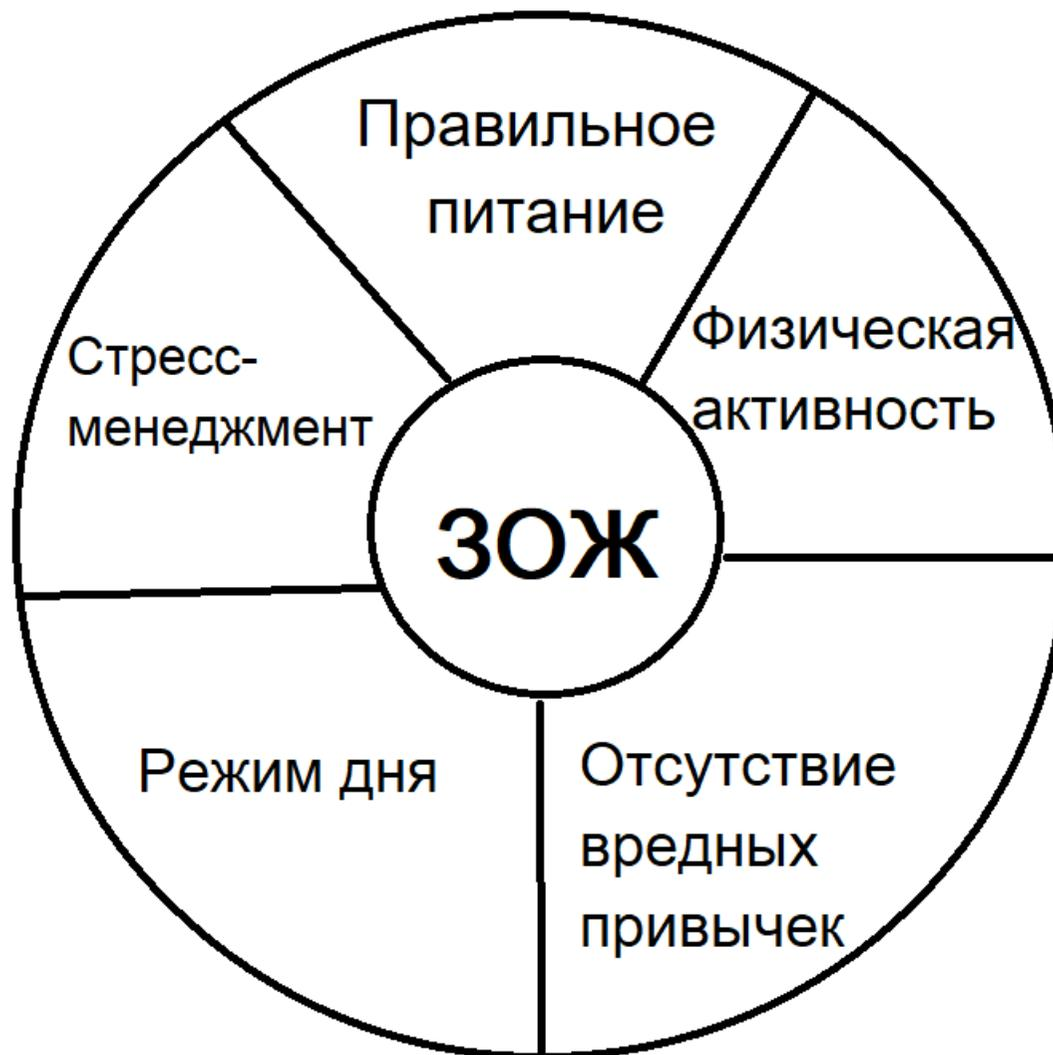 Правильное
питание
Физическая
активность
Стресс-
менеджмент
ЗОЖ
Режим дня
Отсутствие
вредных
привычек